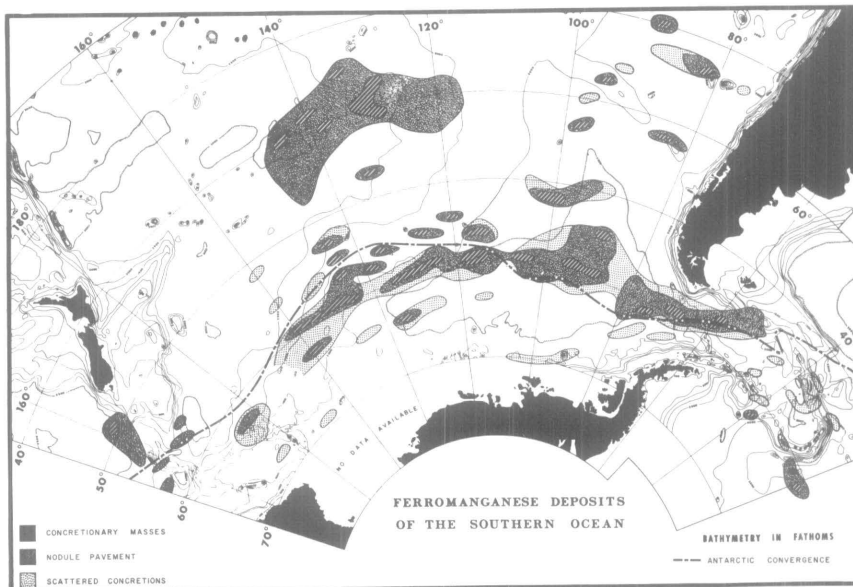 160°
140°
120°
100°
80°
60°
40°
180°
160°
40°
50°
60°
70°
NO DATA AVAILABLE
FERROMANGANESE DEPOSITS
OF THE SOUTHERN OCEAN
CONCRETIONARY MASSES
NODULE PAVEMENT
SCATTERED CONCRETIONS
BATHYMETRY IN FATHOMS
ANTARCTIC CONVERGENCE